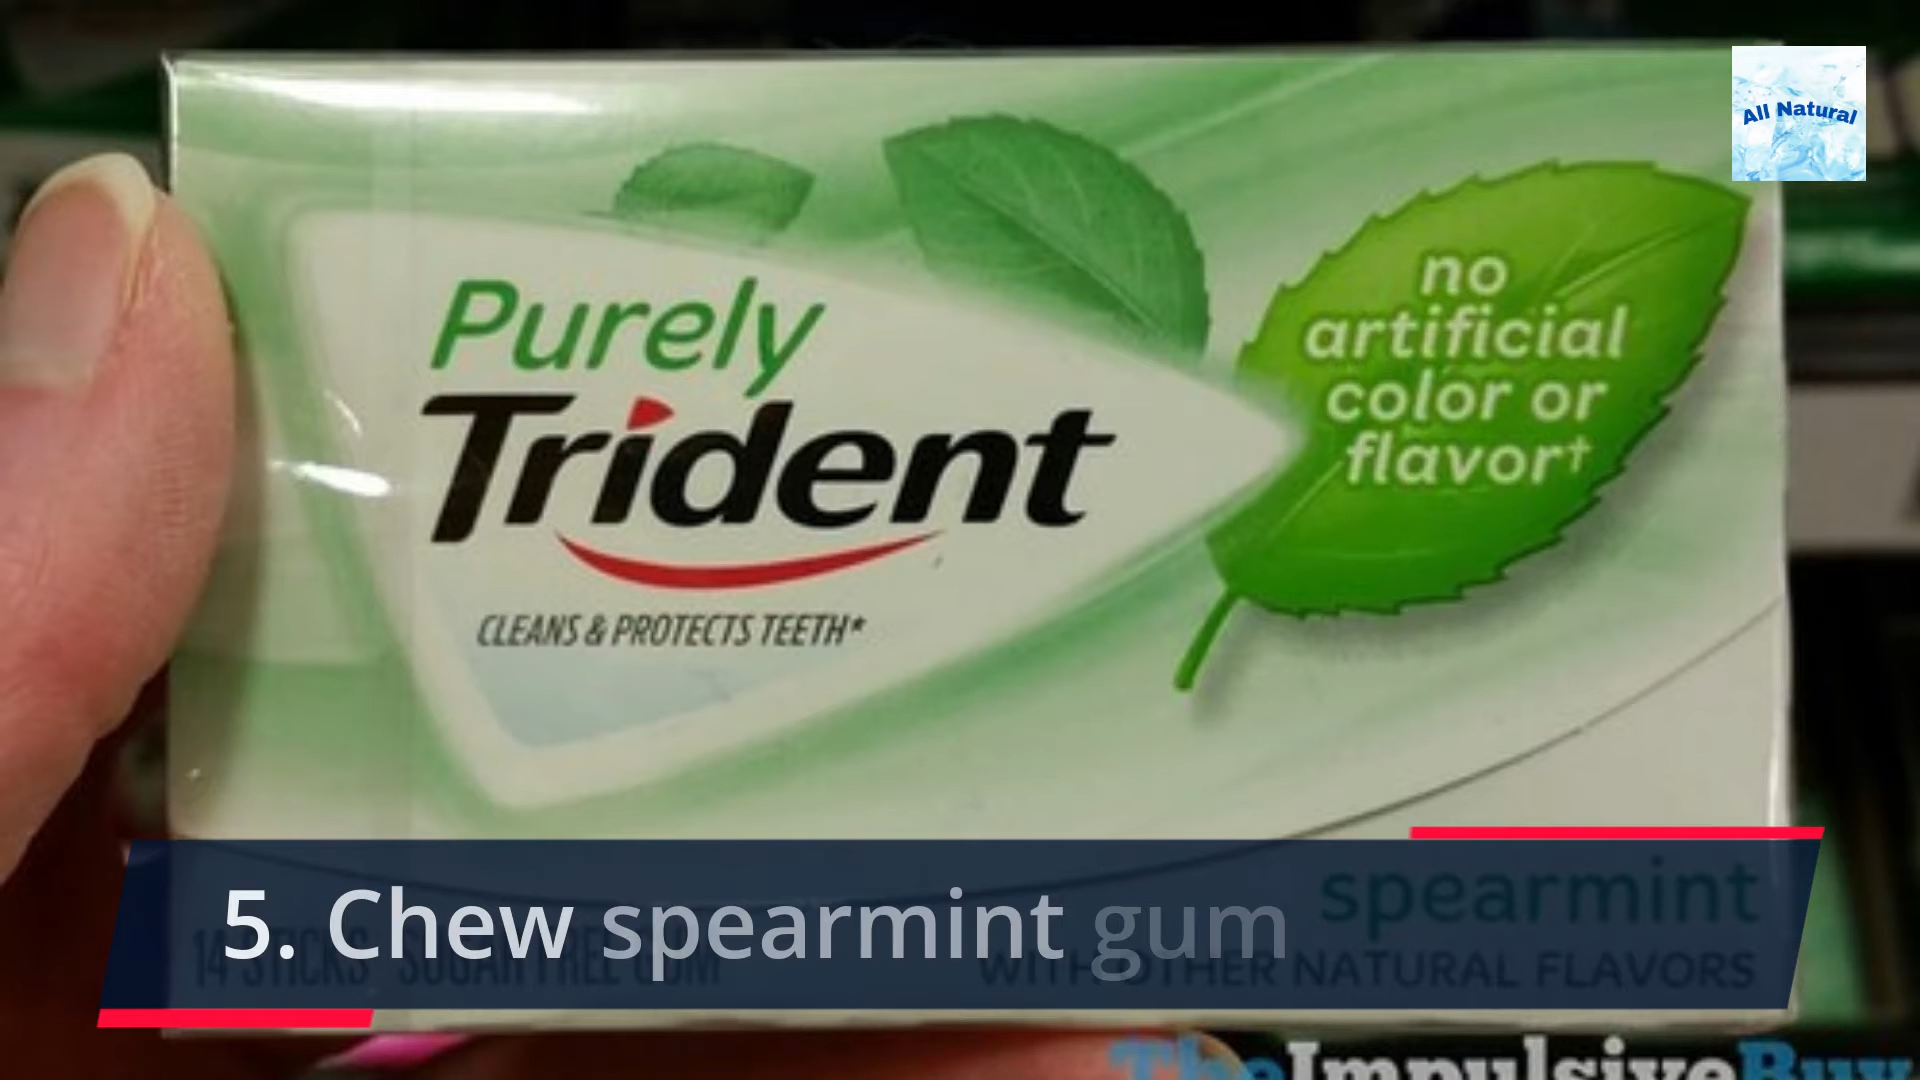 All Natural
no
artificial
color or
flavor†
Purely
Trident
CLEANS & PROTECTS TEETH*
spearmint
5. Chew spearmint gum
14 STICKS SUGAR FREE GUM
WITH OTHER NATURAL FLAVORS
TheImpulsiveBuy